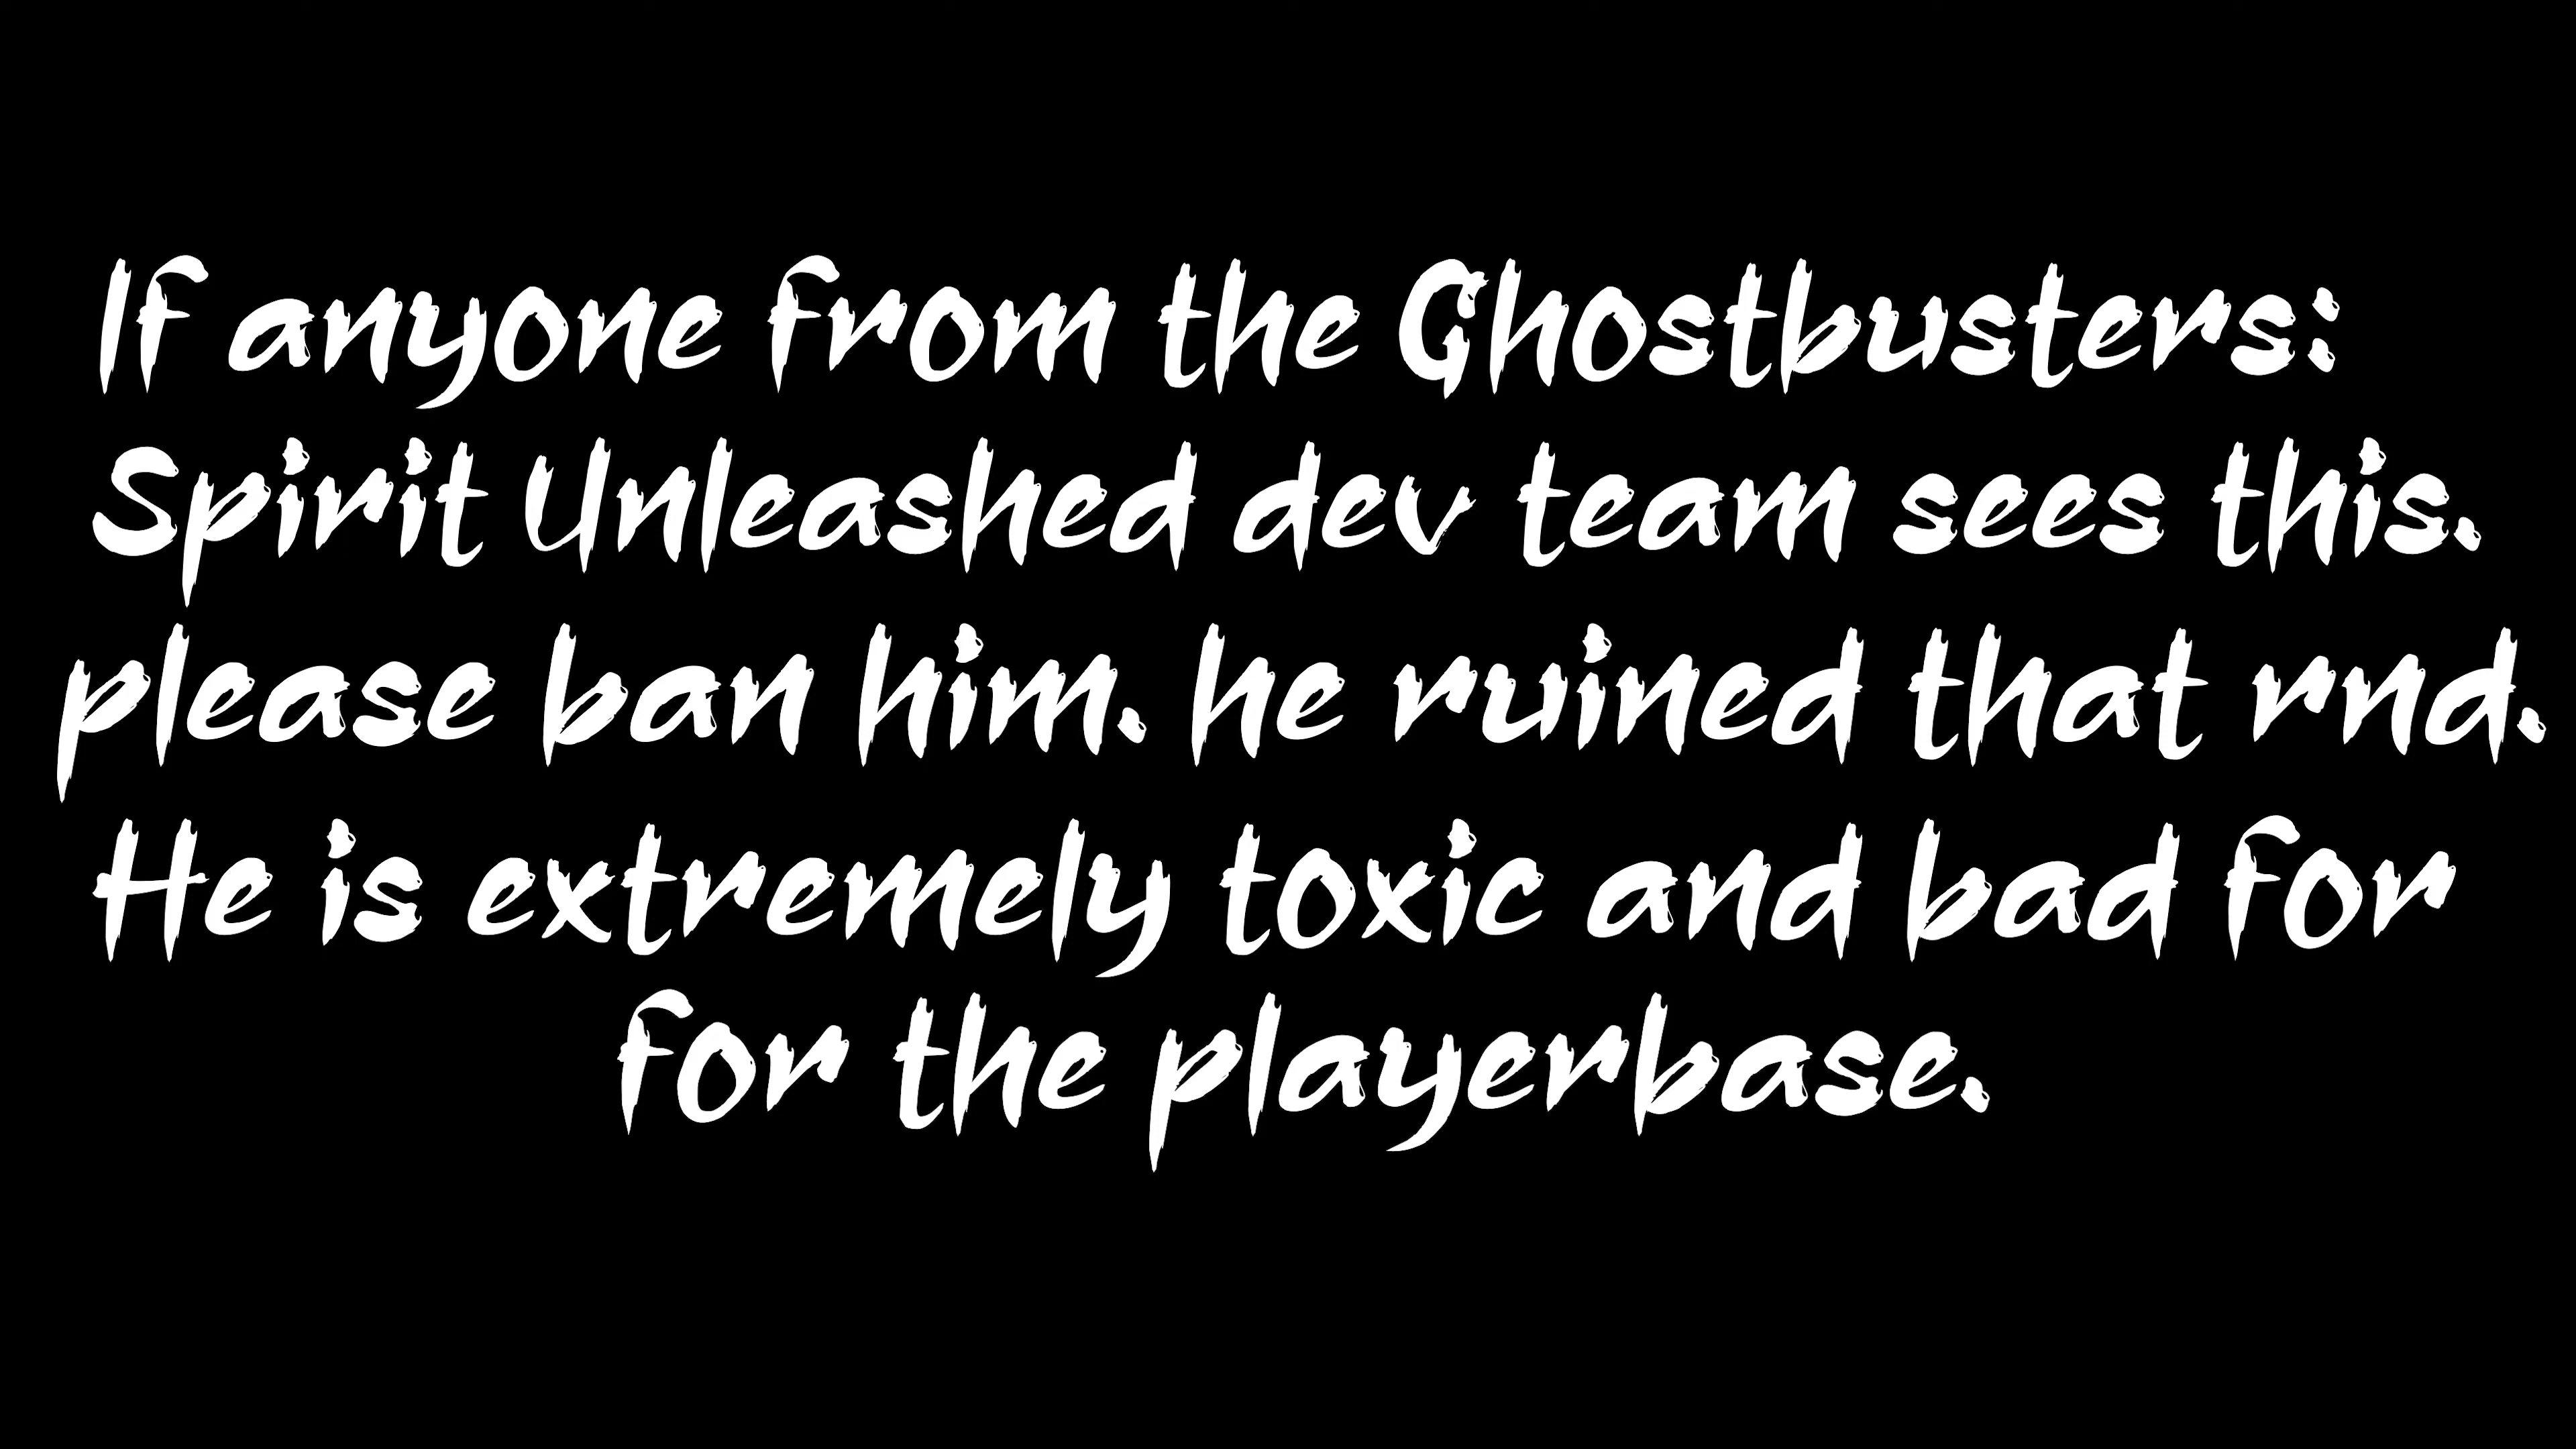 If anyone from the Ghostbusters:
Spirit Unleashed dev team sees this.
please ban him. he ruined that rnd.
He is extremely toxic and bad for
for the playerbase.